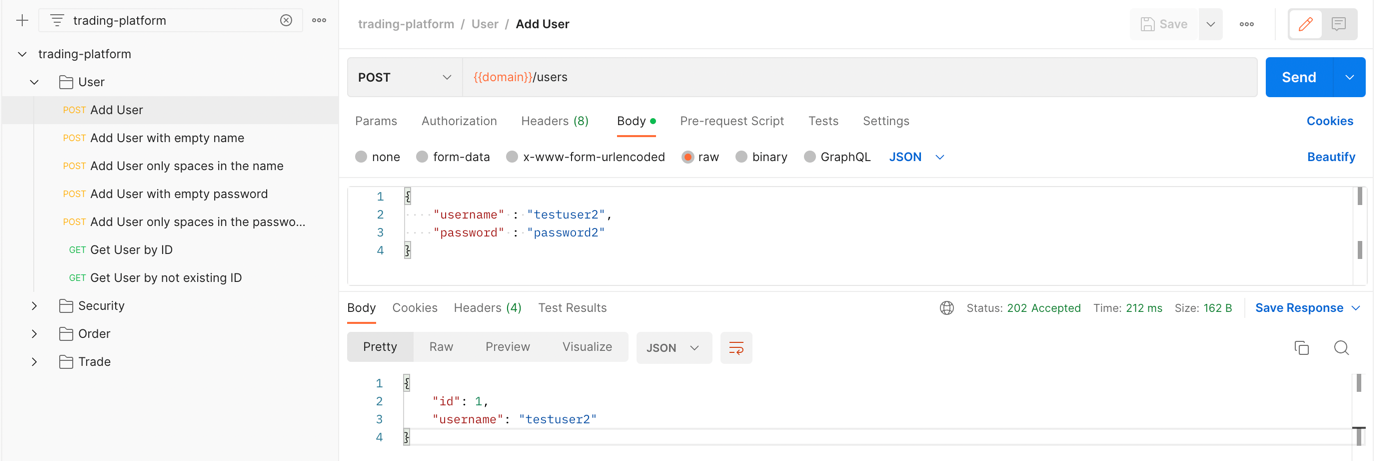 trading-platform
trading-platform / User / Add User
Save
trading-platform
User
POST Add User
POST Add User with empty name
POST Add User only spaces in the name
POST Add User with empty password
POST Add User only spaces in the passwo...
GET Get User by ID
GET Get User by not existing ID
Security
Order
Trade
POST
{{domain}}/users
Send
Params Authorization Headers (8) Body Pre-request Script Tests Settings Cookies
none form-data x-www-form-urlencoded raw binary GraphQL JSON Beautify
1 {
2 "username" : "testuser2",
3 "password" : "password2"
4 }
Body Cookies Headers (4) Test Results Status: 202 Accepted Time: 212 ms Size: 162 B Save Response
Pretty Raw Preview Visualize JSON
1 {
2 "id": 1,
3 "username": "testuser2"
4 }